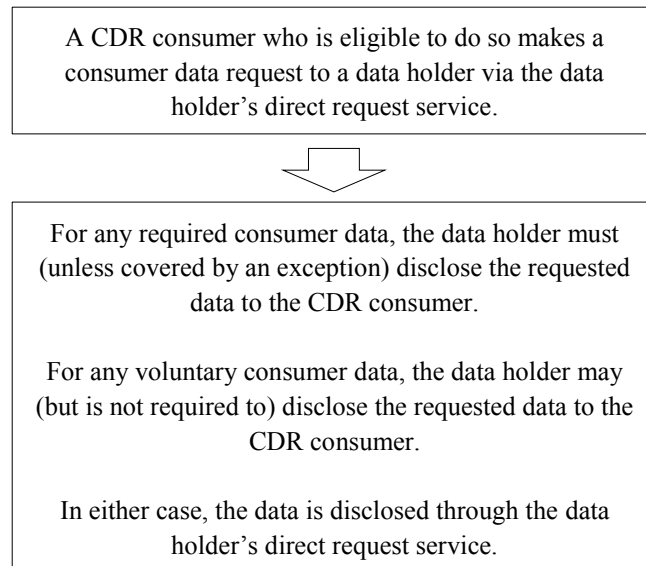 A CDR consumer who is eligible to do so makes a
consumer data request to a data holder via the data
holder’s direct request service.
For any required consumer data, the data holder must
(unless covered by an exception) disclose the requested
data to the CDR consumer.
For any voluntary consumer data, the data holder may
(but is not required to) disclose the requested data to the
CDR consumer.
In either case, the data is disclosed through the data
holder’s direct request service.